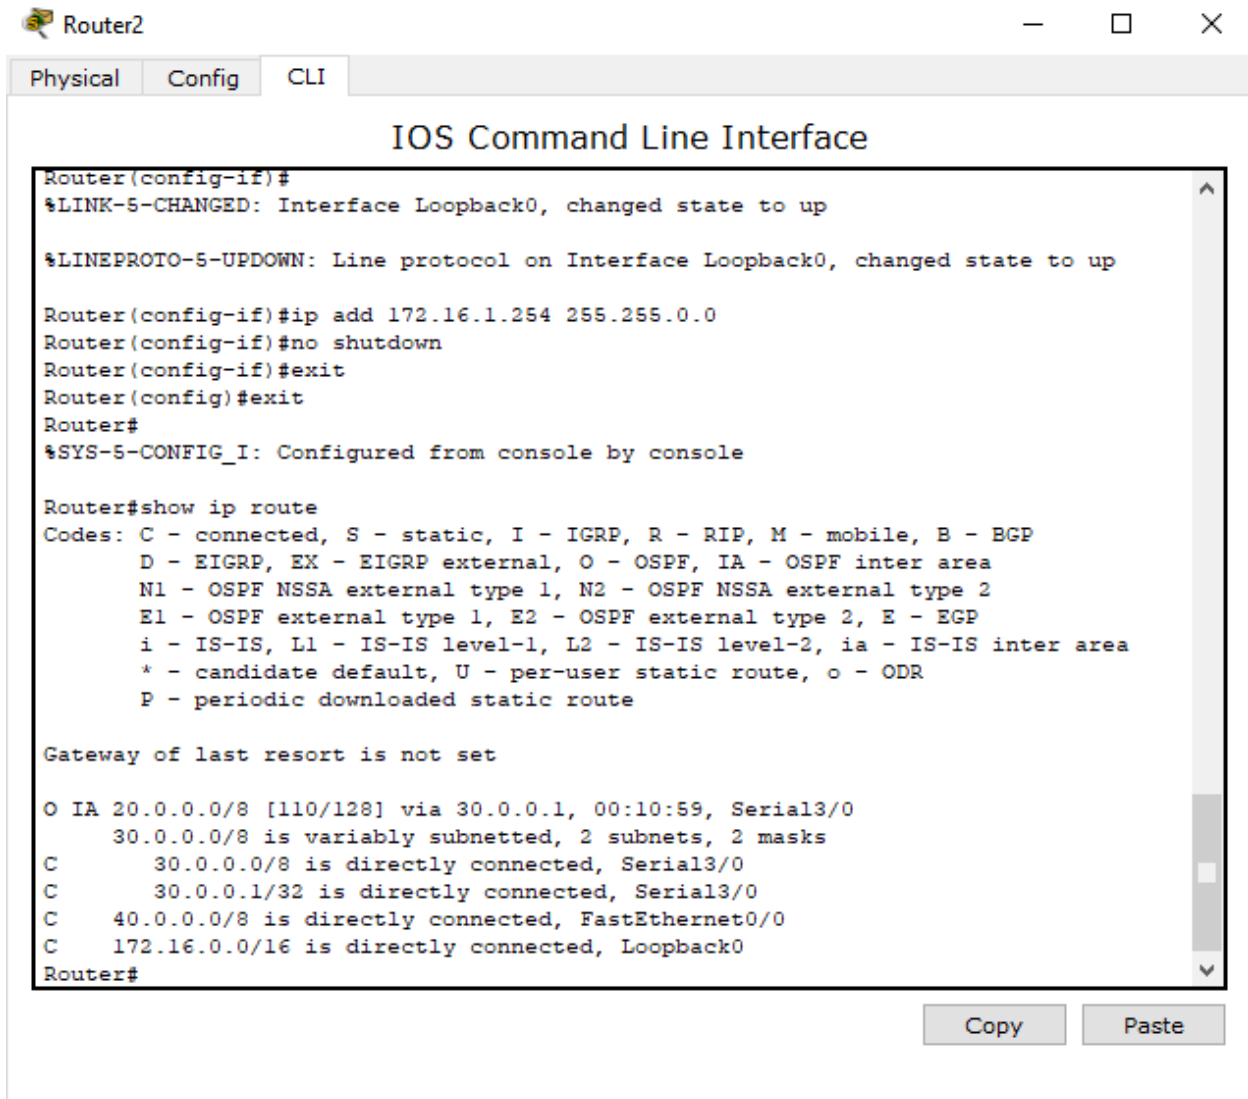 Router2
Physical Config CLI
IOS Command Line Interface
Router(config-if)#
%LINK-5-CHANGED: Interface Loopback0, changed state to up
%LINEPROTO-5-UPDOWN: Line protocol on Interface Loopback0, changed state to up
Router(config-if)#ip add 172.16.1.254 255.255.0.0
Router(config-if)#no shutdown
Router(config-if)#exit
Router(config)#exit
Router#
%SYS-5-CONFIG_I: Configured from console by console
Router#show ip route
Codes: C - connected, S - static, I - IGRP, R - RIP, M - mobile, B - BGP
D - EIGRP, EX - EIGRP external, O - OSPF, IA - OSPF inter area
N1 - OSPF NSSA external type 1, N2 - OSPF NSSA external type 2
E1 - OSPF external type 1, E2 - OSPF external type 2, E - EGP
i - IS-IS, L1 - IS-IS level-1, L2 - IS-IS level-2, ia - IS-IS inter area
* - candidate default, U - per-user static route, o - ODR
P - periodic downloaded static route
Gateway of last resort is not set
O IA 20.0.0.0/8 [110/128] via 30.0.0.1, 00:10:59, Serial3/0
30.0.0.0/8 is variably subnetted, 2 subnets, 2 masks
C 30.0.0.0/8 is directly connected, Serial3/0
C 30.0.0.1/32 is directly connected, Serial3/0
C 40.0.0.0/8 is directly connected, FastEthernet0/0
C 172.16.0.0/16 is directly connected, Loopback0
Router#
Copy Paste